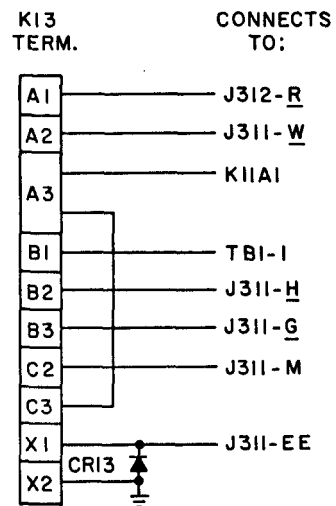 K13 CONNECTS
TERM. TO:
A1 J312-R
A2 J311-W
K11A1
A3
B1 TB1-1
B2 J311-H
B3 J311-G
C2 J311-M
C3
X1 J311-EE
CR13
X2